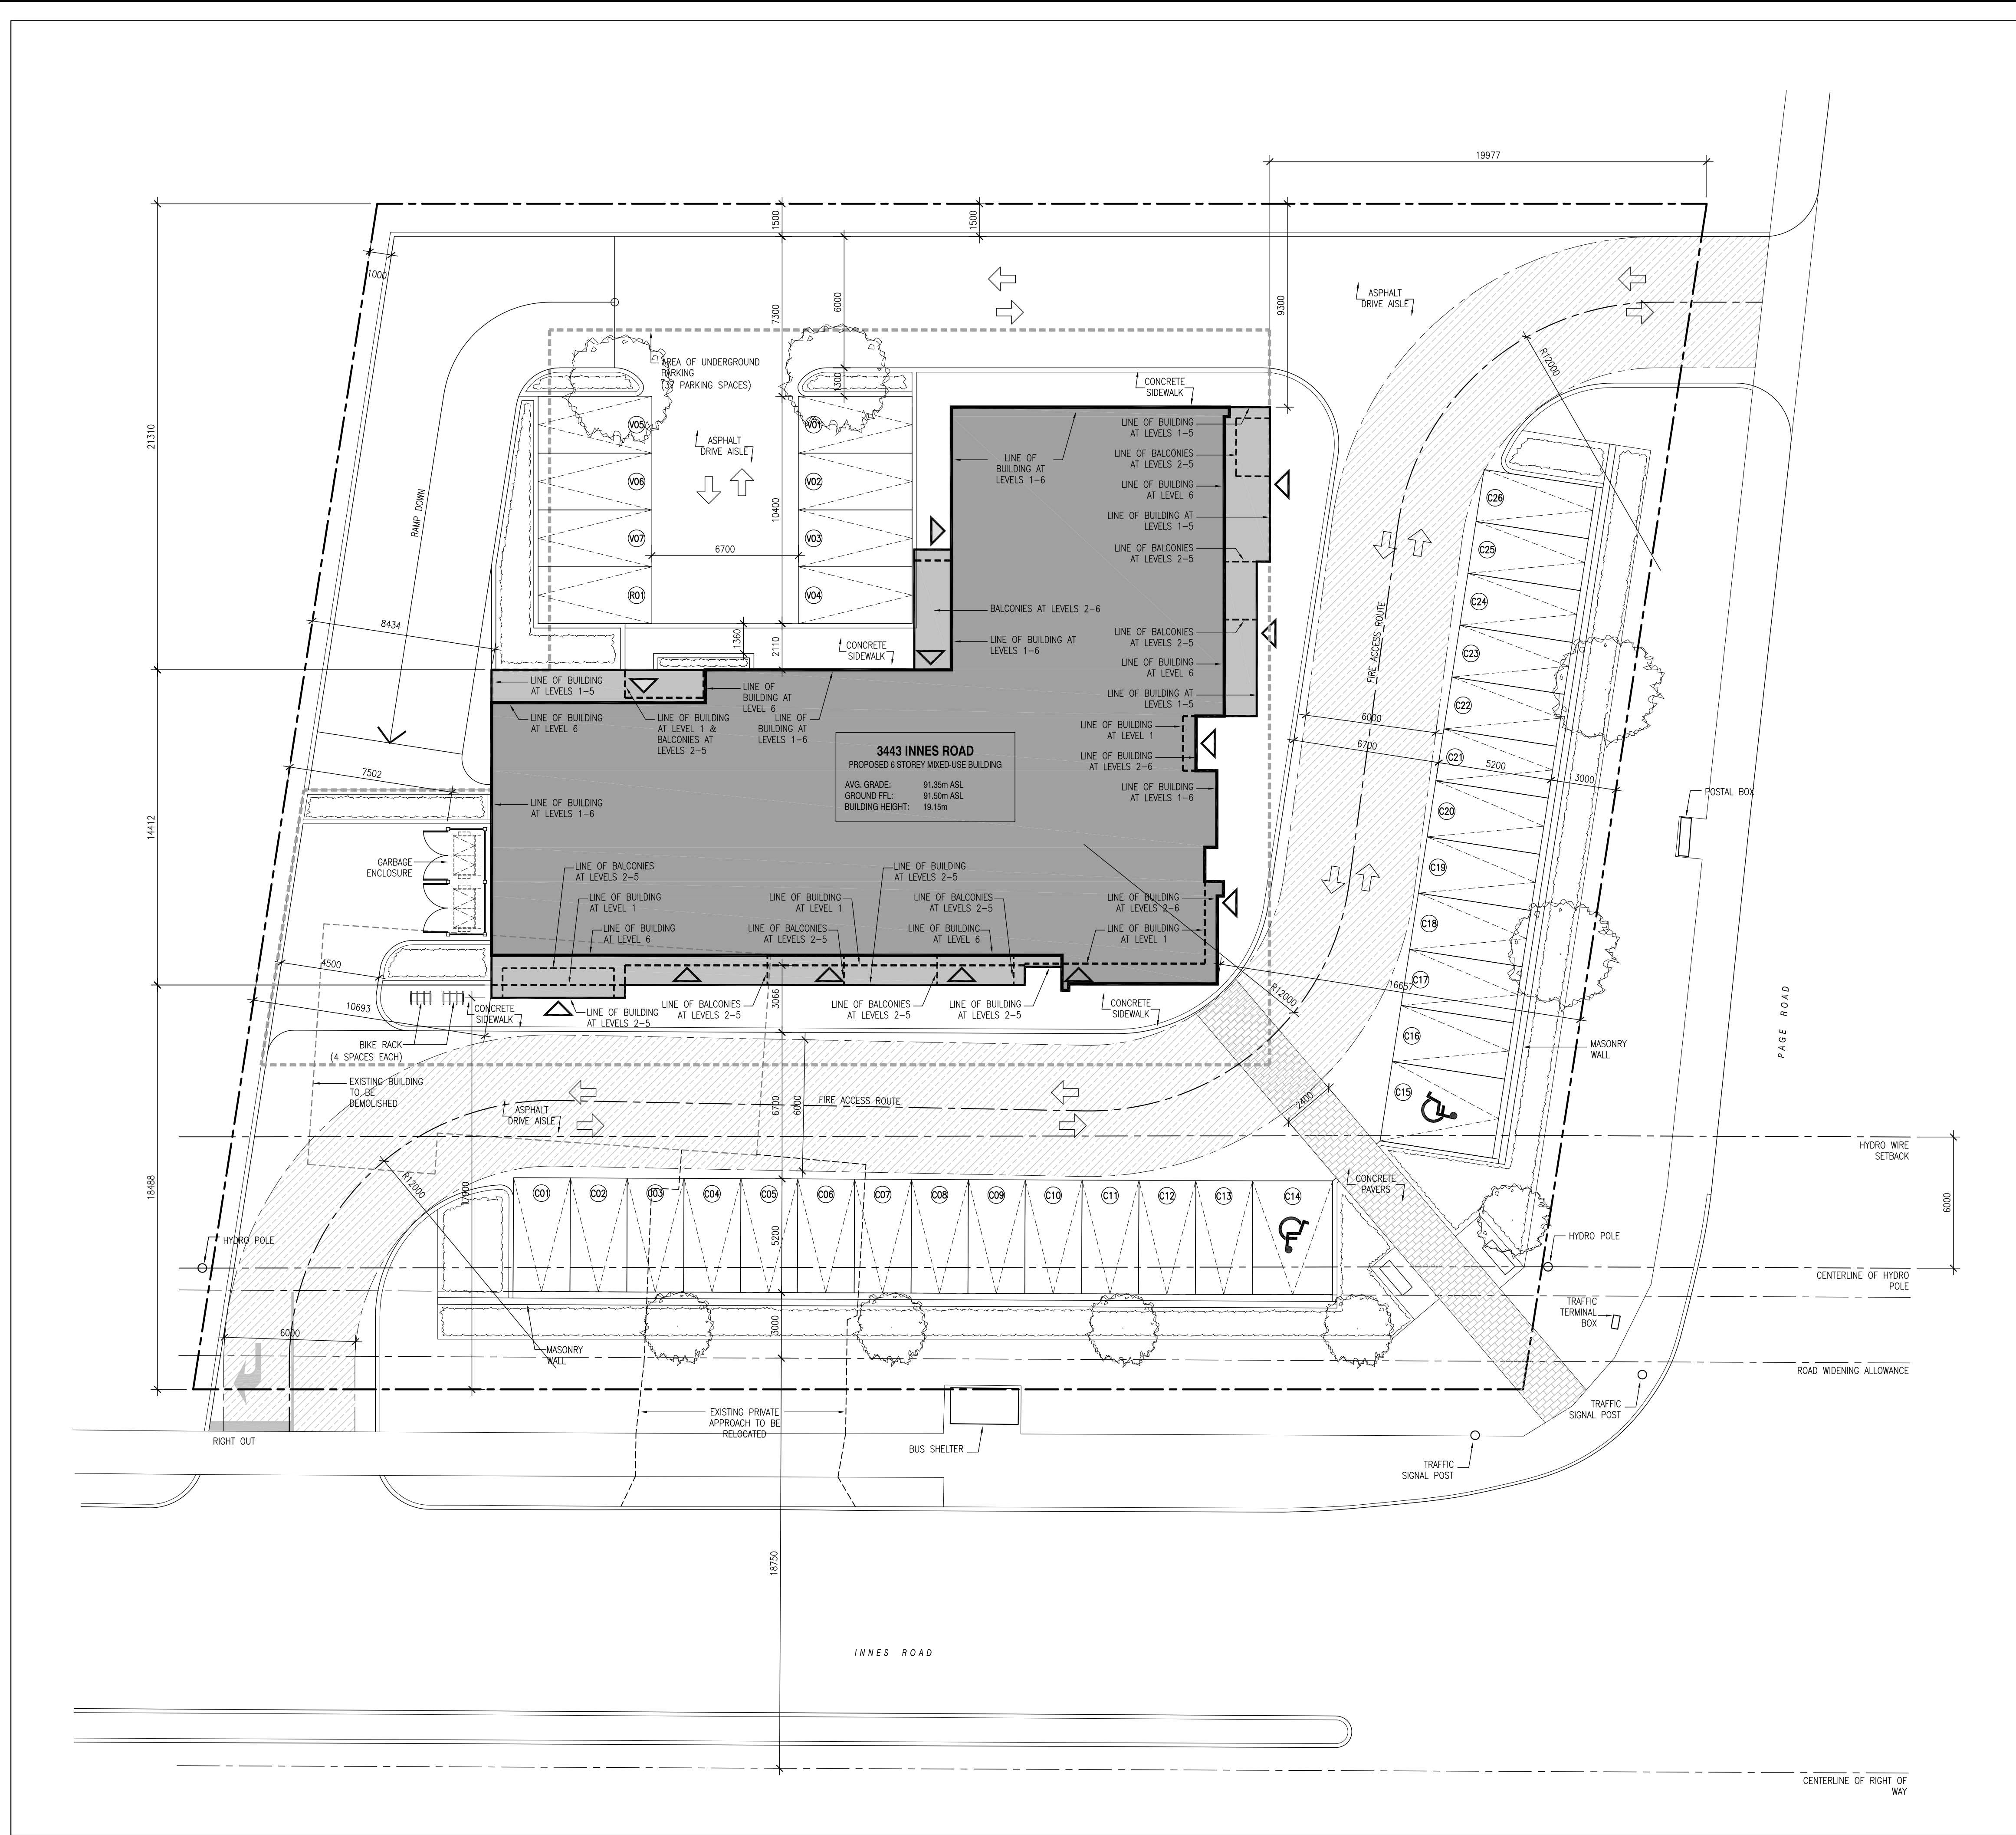 19977
1500
1500
1000
7300
6000
9300
ASPHALT
DRIVE AISLE
R12000
AREA OF UNDERGROUND
PARKING
(37 PARKING SPACES)
1300
CONCRETE
SIDEWALK
21310
RAMP DOWN
V05
V06
V07
R01
ASPHALT
DRIVE AISLE
6700
10400
V01
V02
V03
V04
LINE OF
BUILDING AT
LEVELS 1-6
LINE OF BUILDING
AT LEVELS 1-5
LINE OF BALCONIES
AT LEVELS 2-5
LINE OF BUILDING
AT LEVEL 6
LINE OF BUILDING AT
LEVELS 1-5
LINE OF BALCONIES
AT LEVELS 2-5
BALCONIES AT LEVELS 2-6
LINE OF BUILDING AT
LEVELS 1-6
LINE OF BALCONIES
AT LEVELS 2-5
LINE OF BUILDING
AT LEVEL 6
LINE OF BUILDING AT
LEVELS 1-5
8434
1360
2110
CONCRETE
SIDEWALK
LINE OF BUILDING
AT LEVELS 1-5
LINE OF BUILDING
AT LEVEL 6
LINE OF
BUILDING AT
LEVEL 6
LINE OF BUILDING
AT LEVEL 1 &
BALCONIES AT
LEVELS 2-5
LINE OF
BUILDING AT
LEVELS 1-6
3443 INNES ROAD
PROPOSED 6 STOREY MIXED-USE BUILDING
AVG. GRADE: 91.35m ASL
GROUND FFL: 91.50m ASL
BUILDING HEIGHT: 19.15m
LINE OF BUILDING
AT LEVEL 1
LINE OF BUILDING
AT LEVELS 2-6
LINE OF BUILDING
AT LEVELS 1-6
FIRE ACCESS ROUTE
C26
C25
C24
C23
C22
C21
C20
C19
C18
C17
C16
C15
6000
6700
5200
3000
POSTAL BOX
7502
14412
LINE OF BUILDING
AT LEVELS 1-6
GARBAGE
ENCLOSURE
LINE OF BALCONIES
AT LEVELS 2-5
LINE OF BUILDING
AT LEVEL 1
LINE OF BUILDING
AT LEVEL 6
LINE OF BUILDING
AT LEVELS 2-5
LINE OF BUILDING
AT LEVEL 1
LINE OF BALCONIES
AT LEVELS 2-5
LINE OF BALCONIES
AT LEVELS 2-5
LINE OF BUILDING
AT LEVEL 6
LINE OF BUILDING
AT LEVELS 2-6
LINE OF BUILDING
AT LEVEL 1
4500
10693
CONCRETE
SIDEWALK
LINE OF BUILDING
AT LEVELS 2-5
LINE OF BALCONIES
AT LEVELS 2-5
3066
LINE OF BALCONIES
AT LEVELS 2-5
LINE OF BUILDING
AT LEVELS 2-5
CONCRETE
SIDEWALK
R12000
16657
BIKE RACK
(4 SPACES EACH)
MASONRY
WALL
PAGE ROAD
EXISTING BUILDING
TO BE
DEMOLISHED
ASPHALT
DRIVE AISLE
6700
6000
FIRE ACCESS ROUTE
2400
HYDRO WIRE
SETBACK
6000
18488
R12000
17900
C01
C02
C03
C04
C05
C06
C07
C08
C09
C10
C11
C12
C13
C14
CONCRETE
PAVERS
5200
HYDRO POLE
HYDRO POLE
CENTERLINE OF HYDRO
POLE
TRAFFIC
TERMINAL
BOX
6000
3000
MASONRY
WALL
ROAD WIDENING ALLOWANCE
TRAFFIC
SIGNAL POST
EXISTING PRIVATE
APPROACH TO BE
RELOCATED
RIGHT OUT
BUS SHELTER
TRAFFIC
SIGNAL POST
18750
INNES ROAD
CENTERLINE OF RIGHT OF
WAY